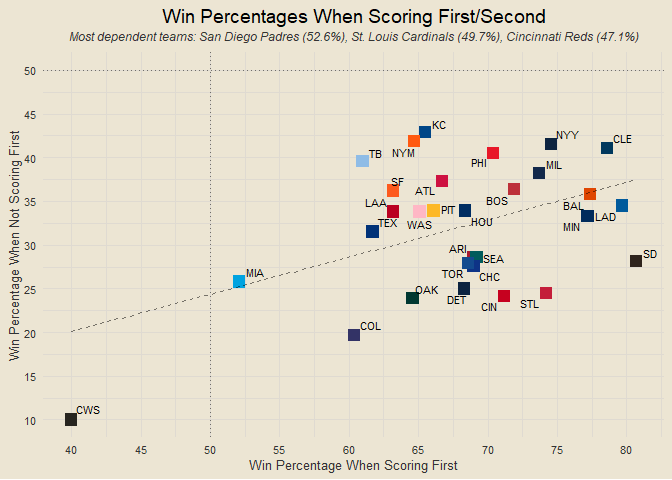 Win Percentages When Scoring First/Second
Most dependent teams: San Diego Padres (52.6%), St. Louis Cardinals (49.7%), Cincinnati Reds (47.1%)
Win Percentage When Not Scoring First
50
45
40
35
30
25
20
15
10
KC
NYM
TB
NYY
CLE
PHI
MIL
SF
ATL
LAA
BOS
BAL
LAD
WAS
PIT
HOU
MIN
TEX
ARI
SEA
SD
MIA
TOR
CHC
OAK
DET
CIN
STL
COL
CWS
40
45
50
55
60
65
70
75
80
Win Percentage When Scoring First